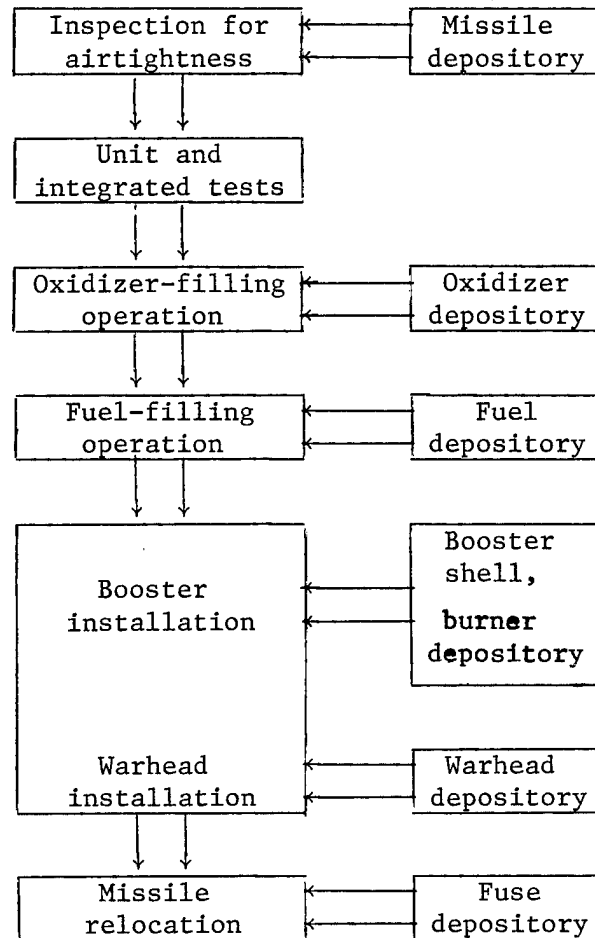 Inspection for
airtightness
Missile
depository
Unit and
integrated tests
Oxidizer-filling
operation
Oxidizer
depository
Fuel-filling
operation
Fuel
depository
Booster
installation
Booster
shell,
burner
depository
Warhead
installation
Warhead
depository
Missile
relocation
Fuse
depository